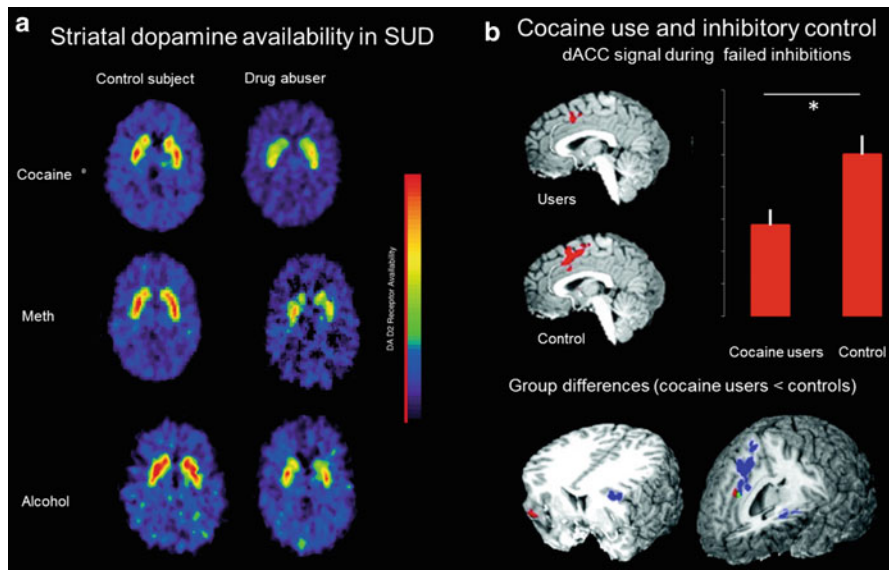 a
Striatal dopamine availability in SUD
Control subject Drug abuser
Cocaine
Meth
Alcohol
DA D2 Receptor Availability
b
Cocaine use and inhibitory control
dACC signal during failed inhibitions
Users
Control
*
Cocaine users Control
Group differences (cocaine users < controls)